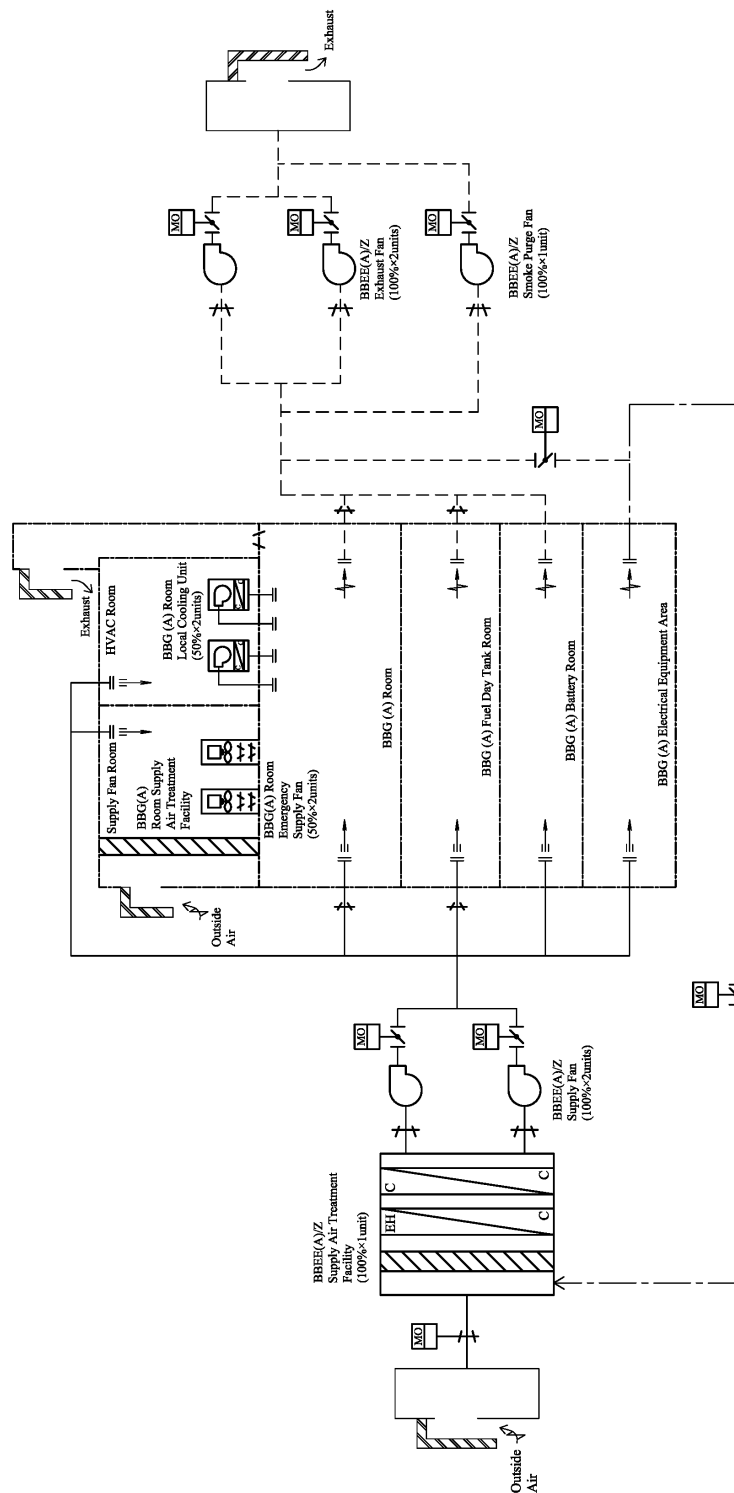 Exhaust
MO
MO
BBEE(A)/Z
Exhaust Fan
(100%×2units)
MO
BBEE(A)/Z
Smoke Purge Fan
(100%×1unit)
MO
Exhaust
HVAC Room
BBG (A) Room
Local Cooling Unit
(50%×2units)
Supply Fan Room
BBG(A)
Room Supply
Air Treatment
Facility
BBG(A) Room
Emergency
Supply Fan
(50%×2units)
BBG (A) Room
BBG (A) Fuel Day Tank Room
BBG (A) Battery Room
BBG (A) Electrical Equipment Area
Outside
Air
MO
MO
BBEE(A)/Z
Supply Fan
(100%×2units)
MO
BBEE(A)/Z
Supply Air Treatment
Facility
(100%×1unit)
C
C
EH
C
MO
Outside
Air